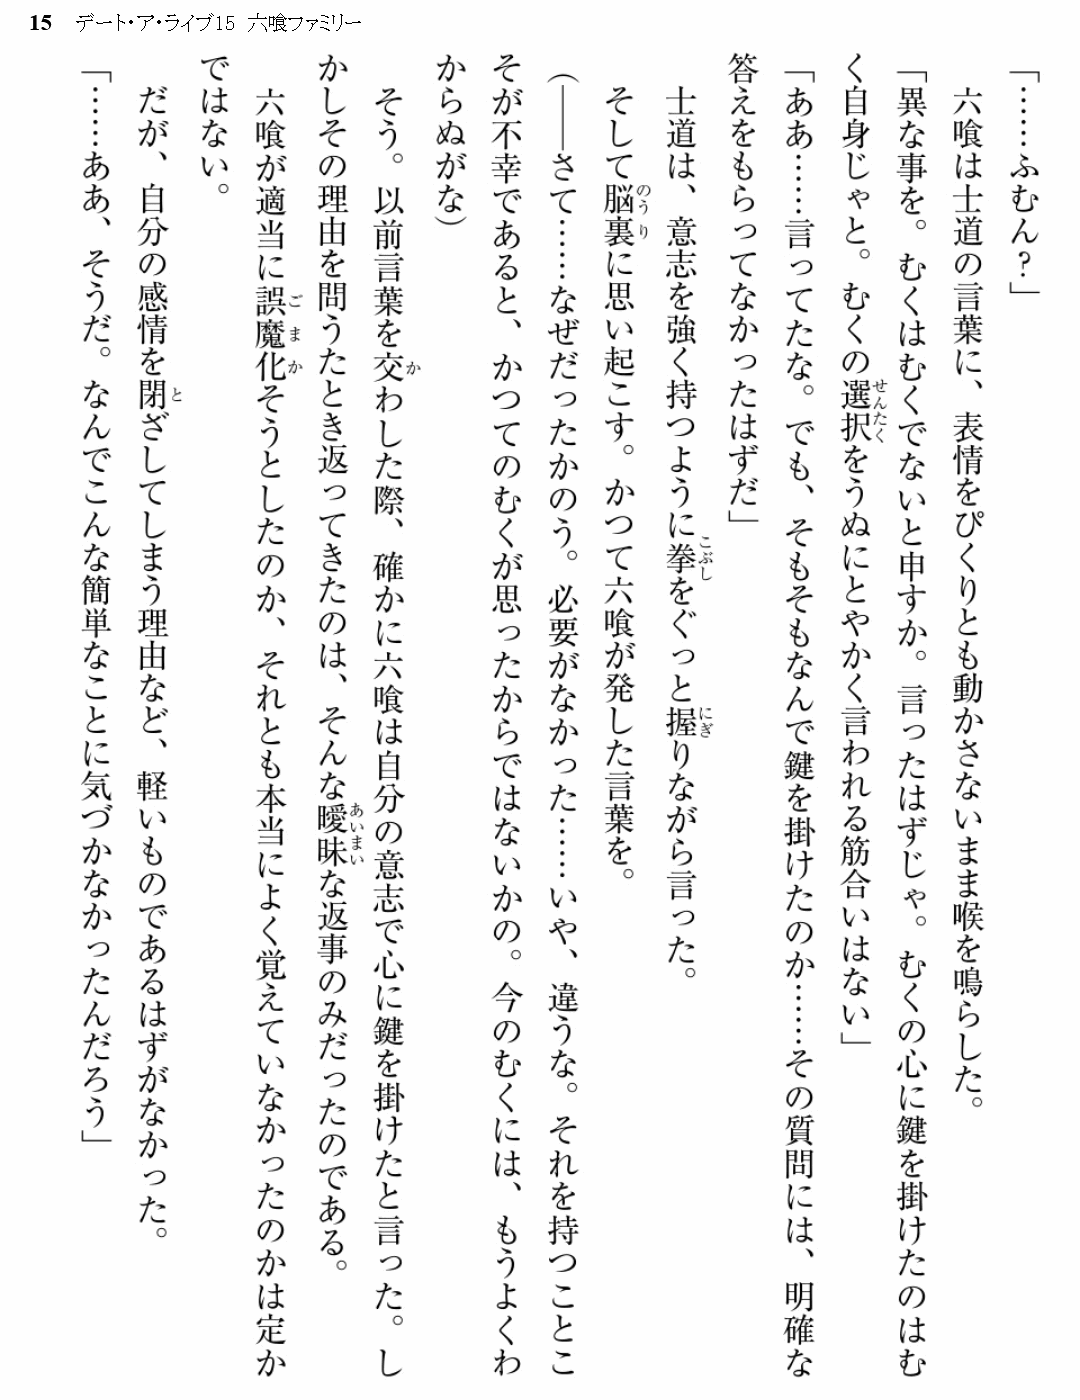 15 デート・ア・ライブ15 六喰ファミリー
「……ふむん?」
　六喰は士道の言葉に、表情をぴくりとも動かさないまま喉を鳴らした。
「異な事を。むくはむくでないと申すか。言ったはずじゃ。むくの心に鍵を掛けたのはむ
く自身じゃと。むくの選択をうぬにとやかく言われる筋合いはない」
せんたく
「ああ……言ってたな。でも、そもそもなんで鍵を掛けたのか……その質問には、明確な
答えをもらってなかったはずだ」
　士道は、意志を強く持つように拳をぐっと握りながら言った。
こぶし
にぎ
　そして脳裏に思い起こす。かつて六喰が発した言葉を。
のうり
(――さて……なぜだったかのう。必要がなかった……いや、違うな。それを持つことこ
そが不幸であると、かつてのむくが思ったからではないかの。今のむくには、もうよくわ
からぬがな)
　そう。以前言葉を交わした際、確かに六喰は自分の意志で心に鍵を掛けたと言った。し
か
かしその理由を問うたとき返ってきたのは、そんな曖昧な返事のみだったのである。
あいまい
　六喰が適当に誤魔化そうとしたのか、それとも本当によく覚えていなかったのかは定か
ごまか
ではない。
　だが、自分の感情を閉ざしてしまう理由など、軽いものであるはずがなかった。
と
「……ああ、そうだ。なんでこんな簡単なことに気づかなかったんだろう」